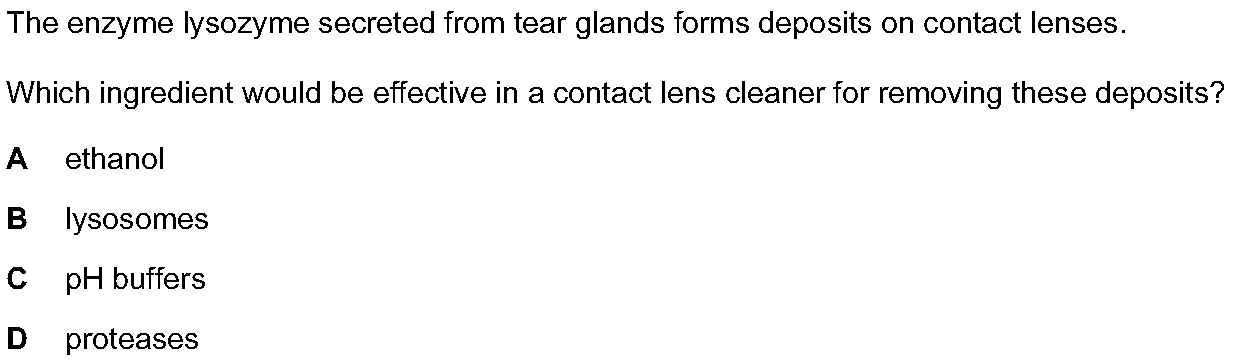 The enzyme lysozyme secreted from tear glands forms deposits on contact lenses.
Which ingredient would be effective in a contact lens cleaner for removing these deposits?
A ethanol
B lysosomes
C pH buffers
D proteases